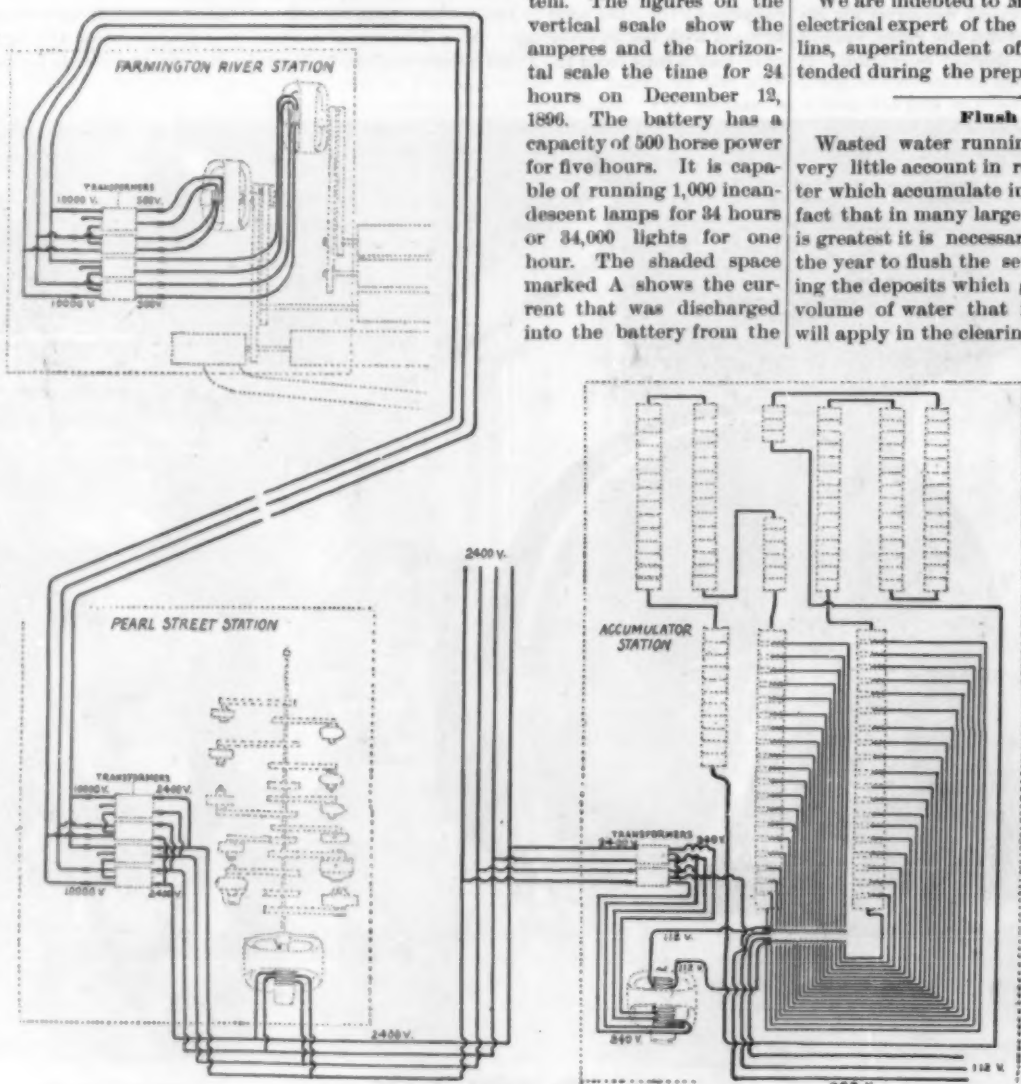 tem. The figures on the
vertical scale show the
amperes and the horizon-
tal scale the time for 24
hours on December 12,
1896. The battery has a
capacity of 500 horse power
for five hours. It is capa-
ble of running 1,000 incan-
descent lamps for 34 hours
or 34,000 lights for one
hour. The shaded space
marked A shows the cur-
rent that was discharged
into the battery from the
We are indebted to
electrical expert of the
lins, superintendent of
tended during the prep
Flush
Wasted water runnin
very little account in r
ter which accumulate in
fact that in many large
is greatest it is necessar
the year to flush the se
ing the deposits which
volume of water that
will apply in the clearin
FARMINGTON RIVER STATION
TRANSFORMERS
10000 V. 500V.
10000 V. 500V.
2400 V.
PEARL STREET STATION
TRANSFORMERS
10000 V. 2400V.
10000 V. 2400V.
2400 V.
ACCUMULATOR
STATION
TRANSFORMERS
2400 V. 240V.
112 V.
112 V.
240 V.
112 V.